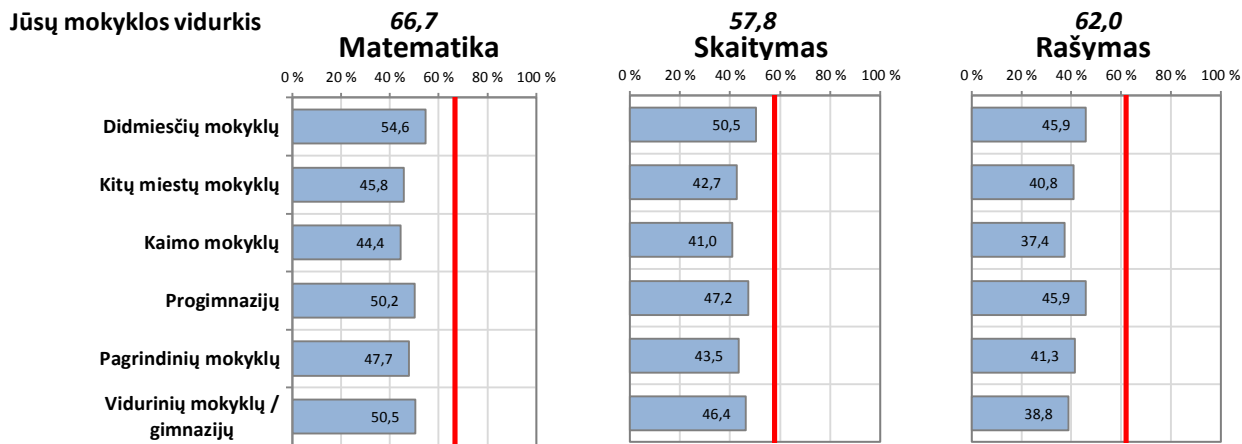 Jūsų mokyklos vidurkis 66,7 57,8 62,0
Matematika Skaitymas Rašymas
0 % 20 % 40 % 60 % 80 % 100 % 0 % 20 % 40 % 60 % 80 % 100 % 0 % 20 % 40 % 60 % 80 % 100 %
Didmiesčių mokyklų 54,6 50,5 45,9
Kitų miestų mokyklų 45,8 42,7 40,8
Kaimo mokyklų 44,4 41,0 37,4
Progimnazijų 50,2 47,2 45,9
Pagrindinių mokyklų 47,7 43,5 41,3
Vidurinių mokyklų /
gimnazijų 50,5 46,4 38,8